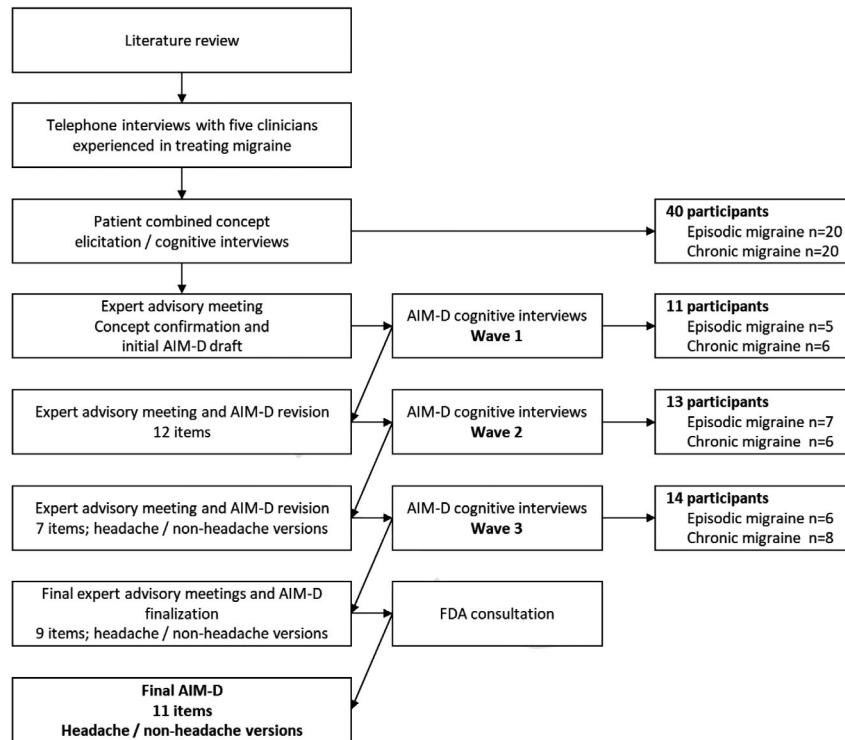 Literature review
Telephone interviews with five clinicians
experienced in treating migraine
Patient combined concept
elicitation / cognitive interviews
40 participants
Episodic migraine n=20
Chronic migraine n=20
Expert advisory meeting
Concept confirmation and
initial AIM-D draft
AIM-D cognitive interviews
Wave 1
11 participants
Episodic migraine n=5
Chronic migraine n=6
Expert advisory meeting and AIM-D revision
12 items
AIM-D cognitive interviews
Wave 2
13 participants
Episodic migraine n=7
Chronic migraine n=6
Expert advisory meeting and AIM-D revision
7 items; headache / non-headache versions
AIM-D cognitive interviews
Wave 3
14 participants
Episodic migraine n=6
Chronic migraine n=8
Final expert advisory meetings and AIM-D
finalization
9 items; headache / non-headache versions
FDA consultation
Final AIM-D
11 items
Headache / non-headache versions